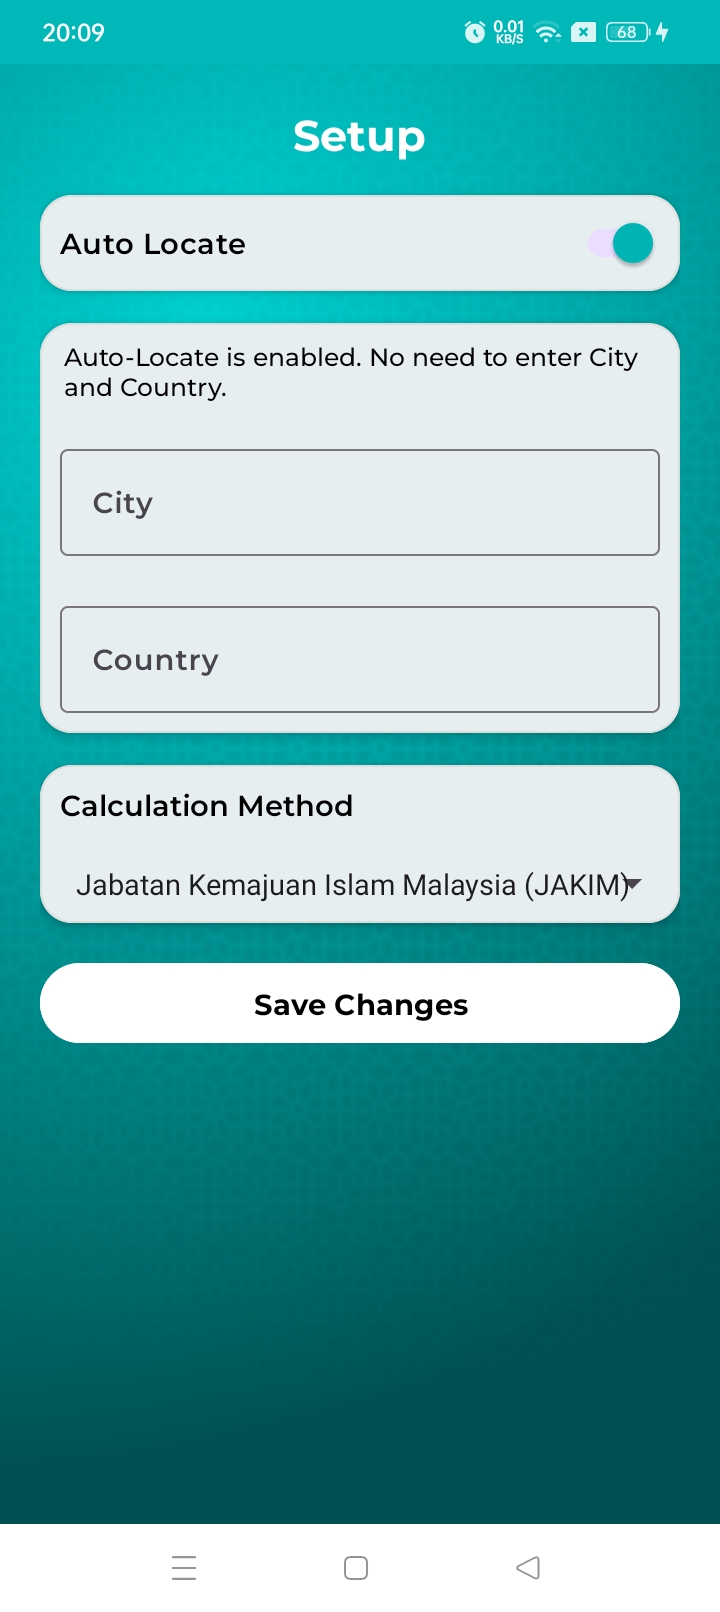 20:09
0.01
KB/S
68
Setup
Auto Locate
Auto-Locate is enabled. No need to enter City
and Country.
City
Country
Calculation Method
Jabatan Kemajuan Islam Malaysia (JAKIM)
Save Changes